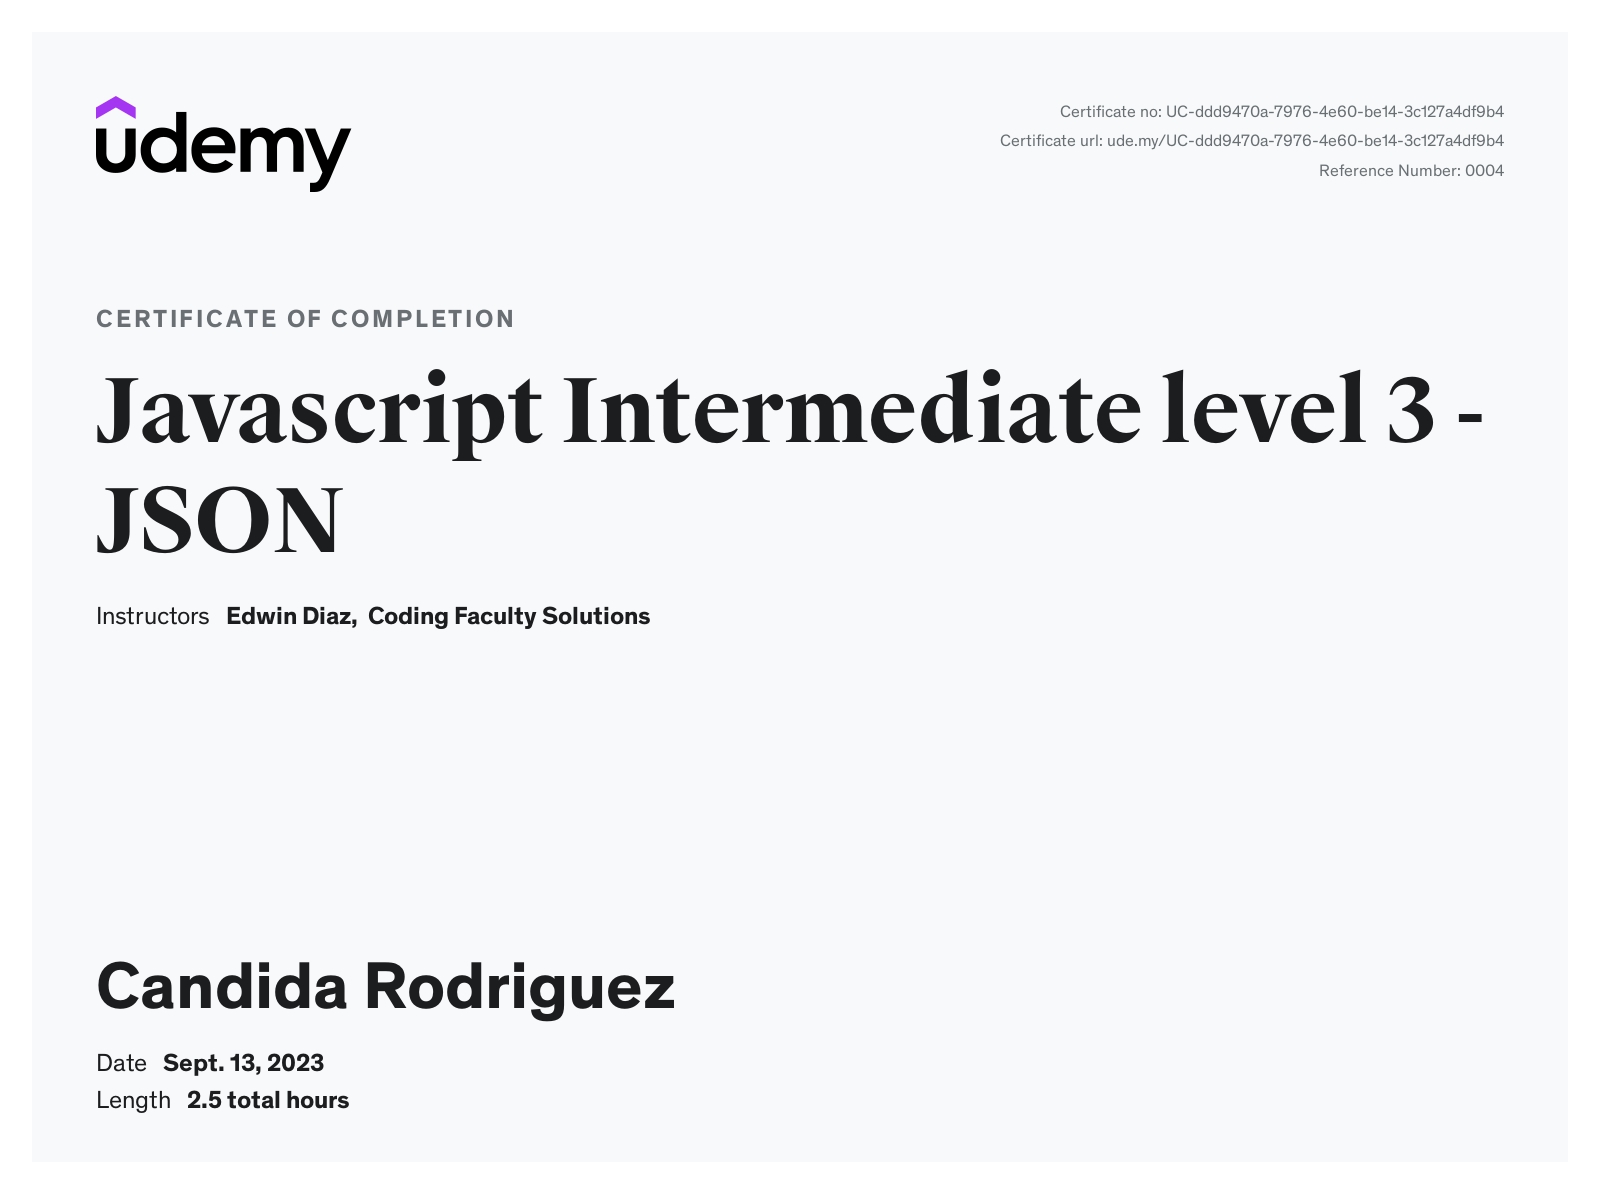 udemy
Certificate no: UC-ddd9470a-7976-4e60-be14-3c127a4df9b4
Certificate url: ude.my/UC-ddd9470a-7976-4e60-be14-3c127a4df9b4
Reference Number: 0004
CERTIFICATE OF COMPLETION
Javascript Intermediate level 3 -
JSON
Instructors Edwin Diaz, Coding Faculty Solutions
Candida Rodriguez
Date Sept. 13, 2023
Length 2.5 total hours